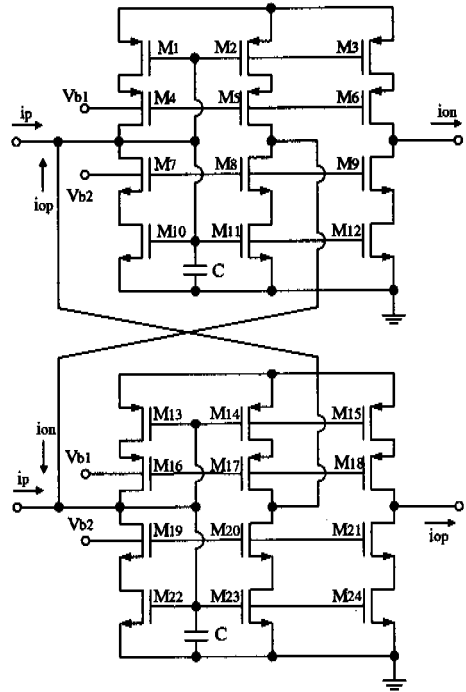 M1 M2 M3
Vb1 M4 M5 M6
ip ion
M7 M8 M9
iop Vb2
M10 M11 M12
C
M13 M14 M15
ion Vb1 M16 M17 M18
ip
Vb2 M19 M20 M21 iop
M22 M23 M24
C